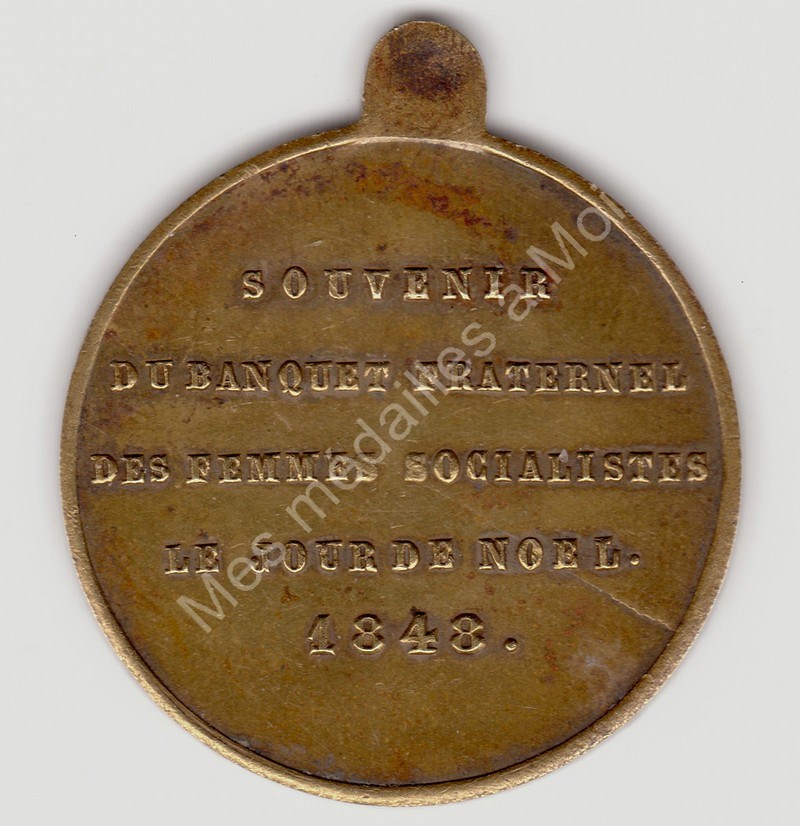 SOUVENIR
DU BANQUET FRATERNEL
DES FEMMES SOCIALISTES
LE JOUR DE NOEL.
1848.
Mes médailles à Moi